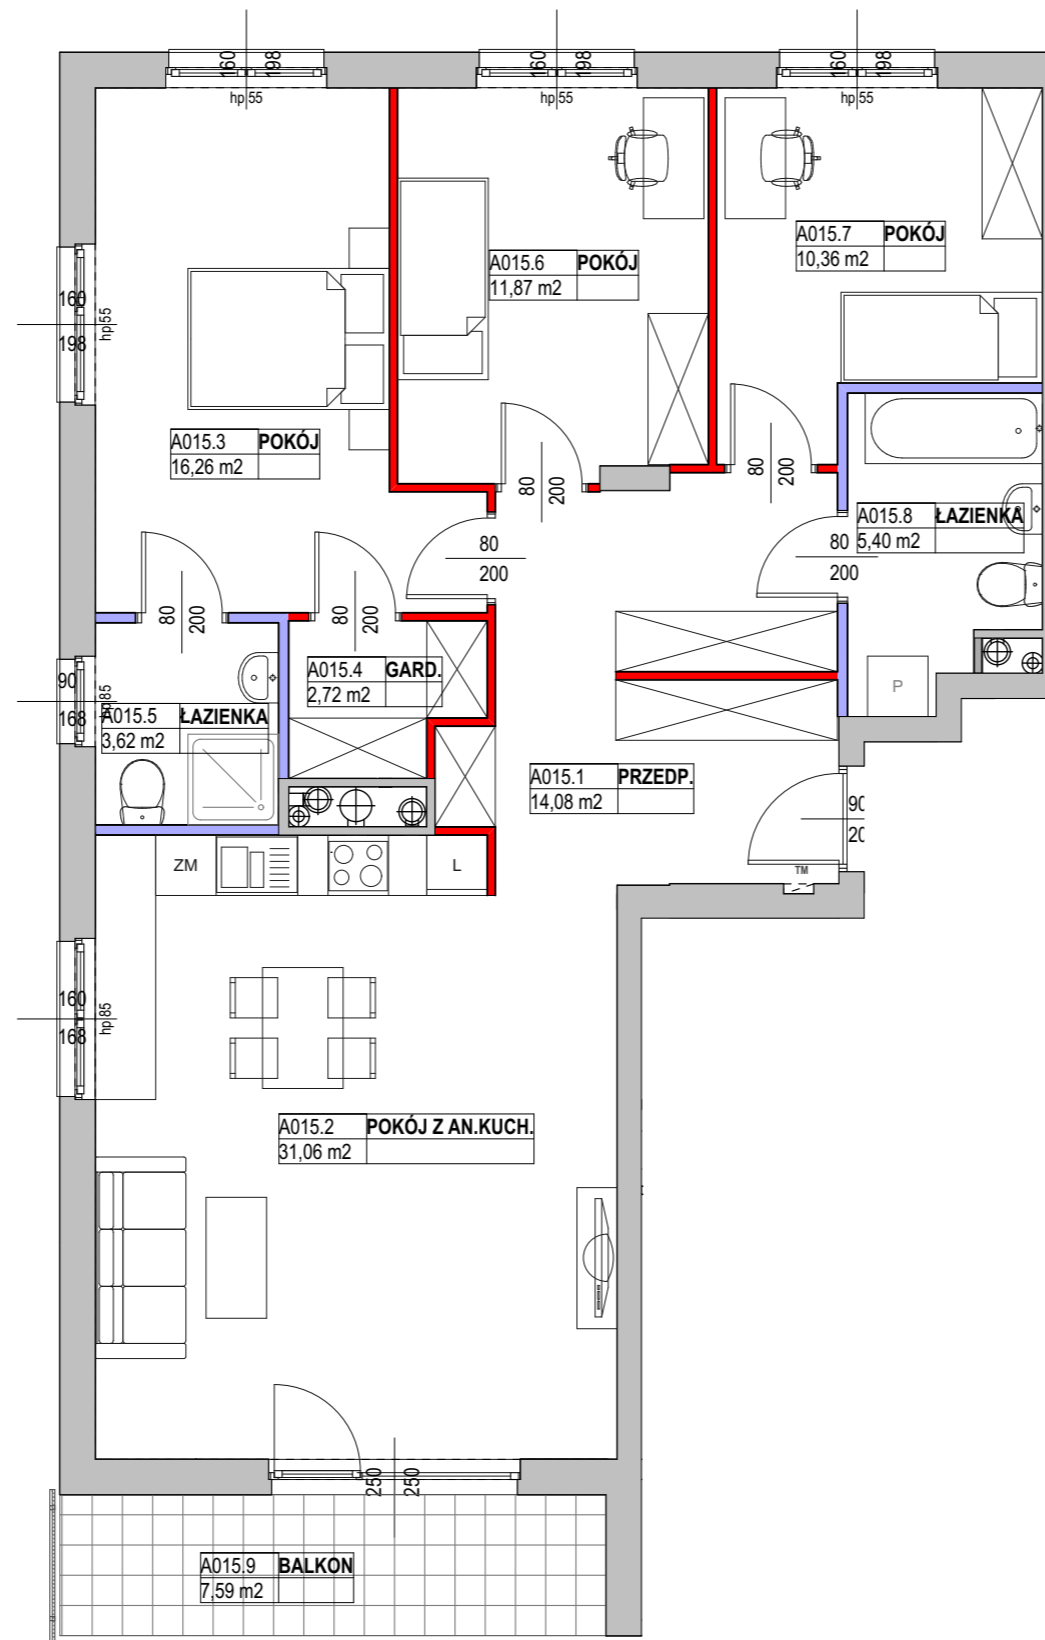 160 198
hp 55
160 198
hp 55
160 198
hp 55
A015.7 POKÓJ
10,36 m2
A015.6 POKÓJ
11,87 m2
160
198
hp 55
A015.3 POKÓJ
16,26 m2
80
200
80
200
A015.8 ŁAZIENKA
5,40 m2
80
200
80
200
80
200
80
200
A015.4 GARD.
2,72 m2
90
168
hp 85
A015.5 ŁAZIENKA
3,62 m2
P
A015.1 PRZEDP.
14,08 m2
90
20
TM
ZM
L
160
168
hp 85
A015.2 POKÓJ Z AN.KUCH.
31,06 m2
250
250
A015.9 BALKON
7,59 m2